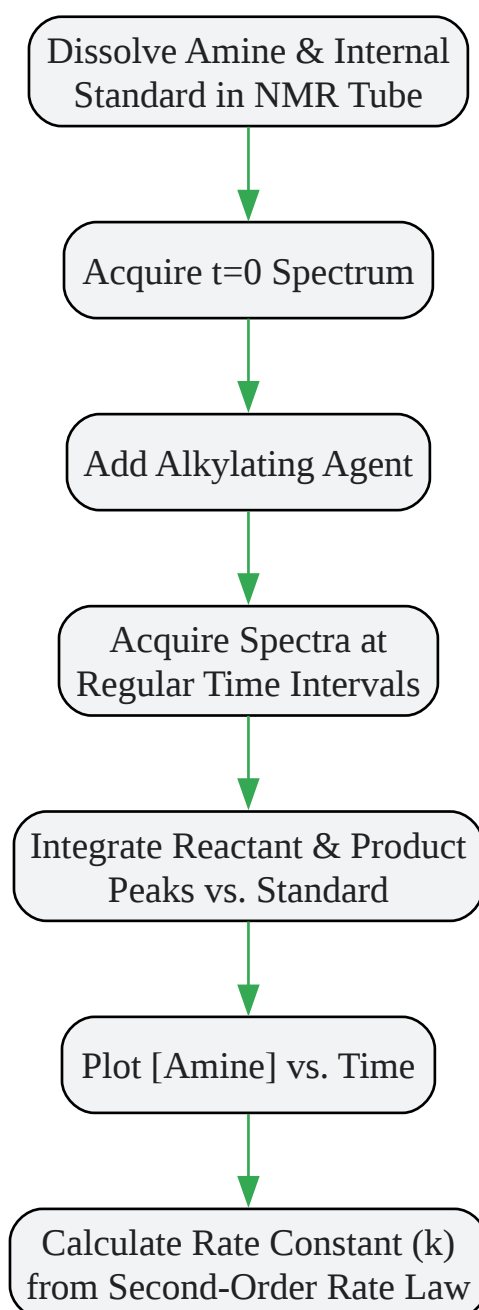 Dissolve Amine & Internal
Standard in NMR Tube
Acquire t=0 Spectrum
Add Alkylating Agent
Acquire Spectra at
Regular Time Intervals
Integrate Reactant & Product
Peaks vs. Standard
Plot [Amine] vs. Time
Calculate Rate Constant (k)
from Second-Order Rate Law